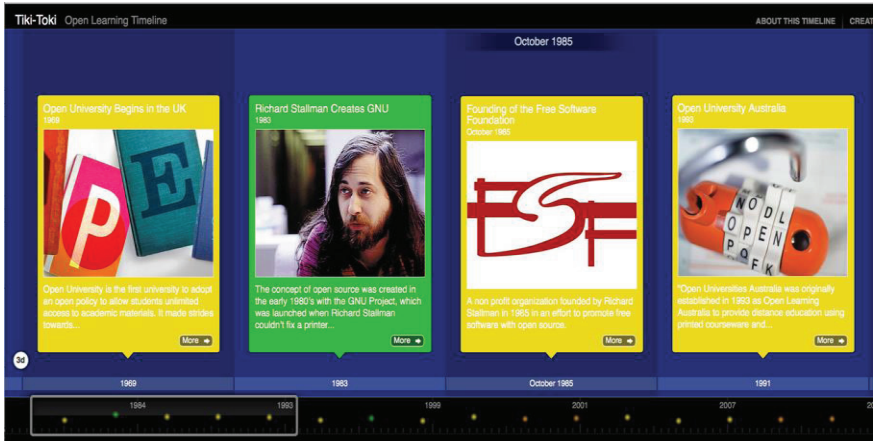 Tiki-Toki Open Learning Timeline
ABOUT THIS TIMELINE
October 1985
Open University Begins in the UK
1969
P E
Open University is the first university to adopt
an open policy to allow students unlimited
access to academic materials. It made strides
towards...
More
Richard Stallman Creates GNU
1983
The concept of open source was created in
the early 1980's with the GNU Project, which
was launched when Richard Stallman
couldn't fix a printer...
More
Founding of the Free Software
Foundation
October 1985
A non profit organization founded by Richard
Stallman in 1985 in an effort to promote free
software with open source.
More
Open University Australia
1993
NODL
OPEN
PQFK
"Open Universities Australia was originally
established in 1993 as Open Learning
Australia to provide distance education using
printed courseware and...
More
3d
1969
1983
October 1985
1991
1984
1993
1999
2001
2007